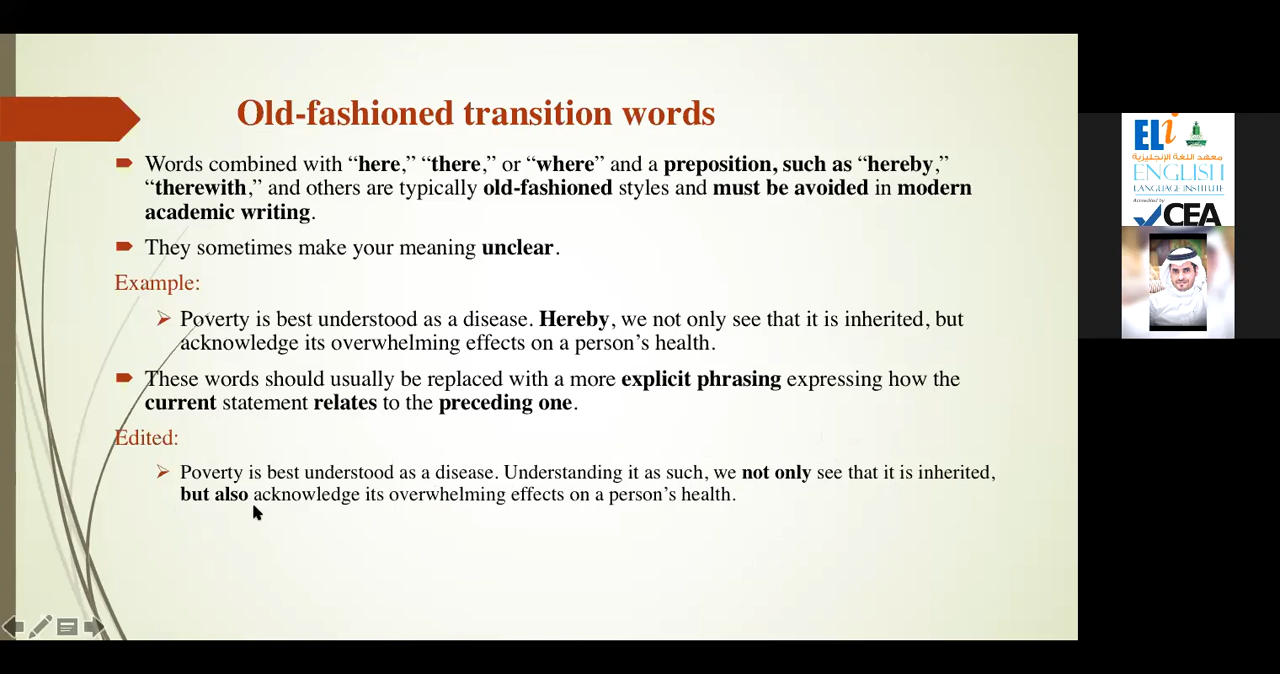 Old-fashioned transition words
Words combined with “here,” “there,” or “where” and a preposition, such as “hereby,”
“therewith,” and others are typically old-fashioned styles and must be avoided in modern
academic writing.
They sometimes make your meaning unclear.
Example:
Poverty is best understood as a disease. Hereby, we not only see that it is inherited, but
acknowledge its overwhelming effects on a person’s health.
These words should usually be replaced with a more explicit phrasing expressing how the
current statement relates to the preceding one.
Edited:
Poverty is best understood as a disease. Understanding it as such, we not only see that it is inherited,
but also acknowledge its overwhelming effects on a person’s health.
ELi
معهد اللغة الإنجليزية
ENGLISH
LANGUAGE INSTITUTE
Accredited by
CEA